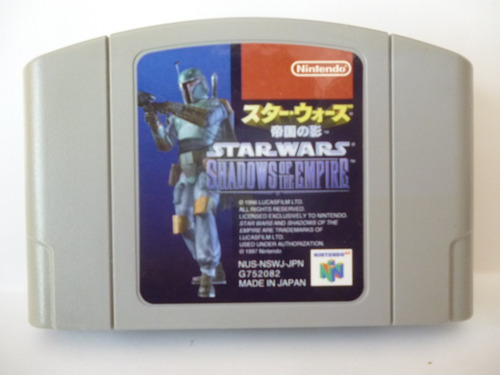 Nintendo
スター・ウォーズ
帝国の影™
STAR WARS
SHADOWS OF THE EMPIRE
© 1996 LUCASFILM LTD.
ALL RIGHTS RESERVED.
LICENSED EXCLUSIVELY TO NINTENDO.
STAR WARS AND SHADOWS OF THE
EMPIRE ARE TRADEMARKS OF
LUCASFILM LTD.
USED UNDER AUTHORIZATION.
© 1997 Nintendo
NUS-NSWJ-JPN
G752082
MADE IN JAPAN
NINTENDO 64